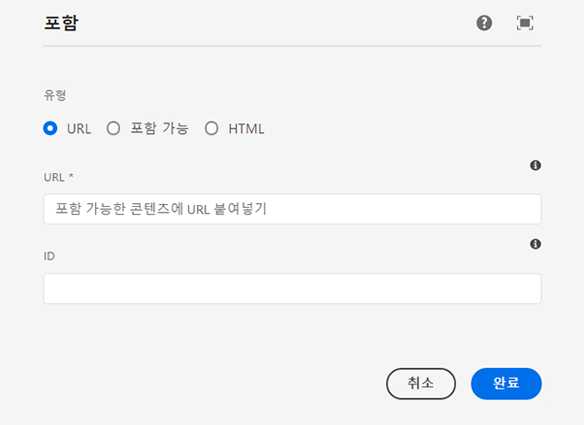 포함
유형
URL 포함 가능 HTML
URL *
포함 가능한 콘텐츠에 URL 붙여넣기
ID
취소 완료